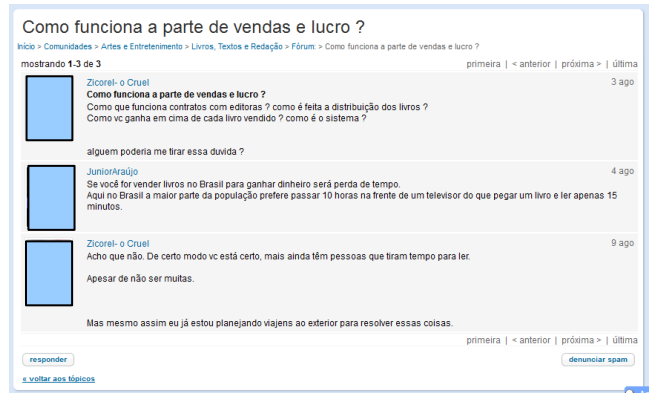 Como funciona a parte de vendas e lucro ?
Início > Comunidades > Artes e Entretenimento > Livros, Textos e Redação > Fórum: > Como funciona a parte de vendas e lucro ?
mostrando 1-3 de 3
primeira | < anterior | próxima > | última
Zicorel- o Cruel
3 ago
Como funciona a parte de vendas e lucro ?
Como que funciona contratos com editoras ? como é feita a distribuição dos livros ?
Como vc ganha em cima de cada livro vendido ? como é o sistema ?
alguem poderia me tirar essa duvida ?
JuniorAraújo
4 ago
Se você for vender livros no Brasil para ganhar dinheiro será perda de tempo.
Aqui no Brasil a maior parte da população prefere passar 10 horas na frente de um televisor do que pegar um livro e ler apenas 15
minutos.
Zicorel- o Cruel
9 ago
Acho que não. De certo modo vc está certo, mais ainda têm pessoas que tiram tempo para ler.
Apesar de não ser muitas.
Mas mesmo assim eu já estou planejando viajens ao exterior para resolver essas coisas.
primeira | < anterior | próxima > | última
responder
denunciar spam
« voltar aos tópicos